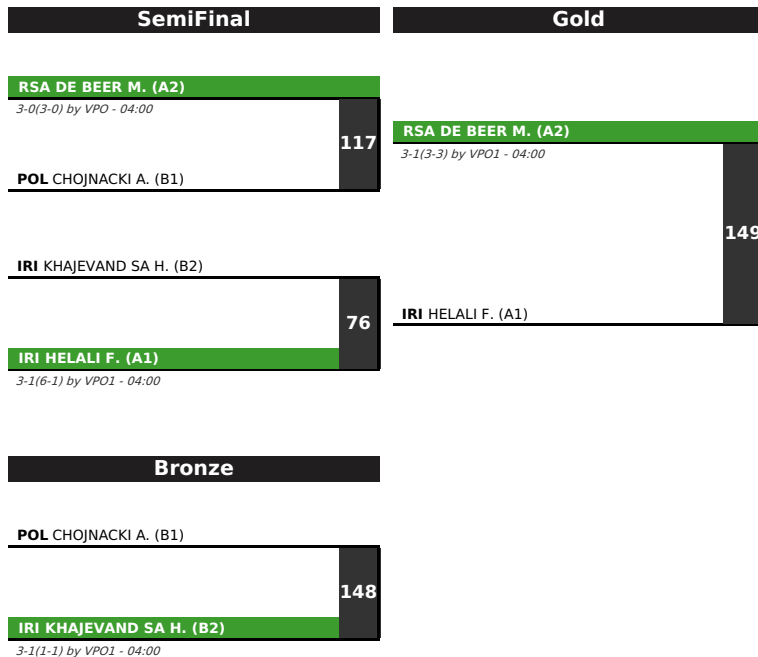 SemiFinal
RSA DE BEER M. (A2)
3-0(3-0) by VPO - 04:00
117
POL CHOJNACKI A. (B1)
IRI KHAJEVAND SA H. (B2)
76
IRI HELALI F. (A1)
3-1(6-1) by VPO1 - 04:00
Gold
RSA DE BEER M. (A2)
3-1(3-3) by VPO1 - 04:00
149
IRI HELALI F. (A1)
Bronze
POL CHOJNACKI A. (B1)
148
IRI KHAJEVAND SA H. (B2)
3-1(1-1) by VPO1 - 04:00